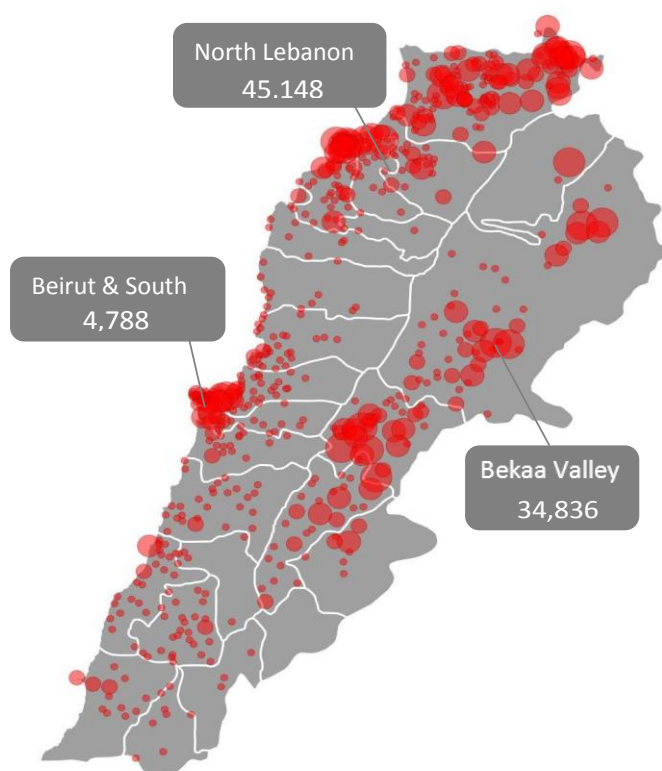 North Lebanon
45.148
Beirut & South
4,788
Bekaa Valley
34,836